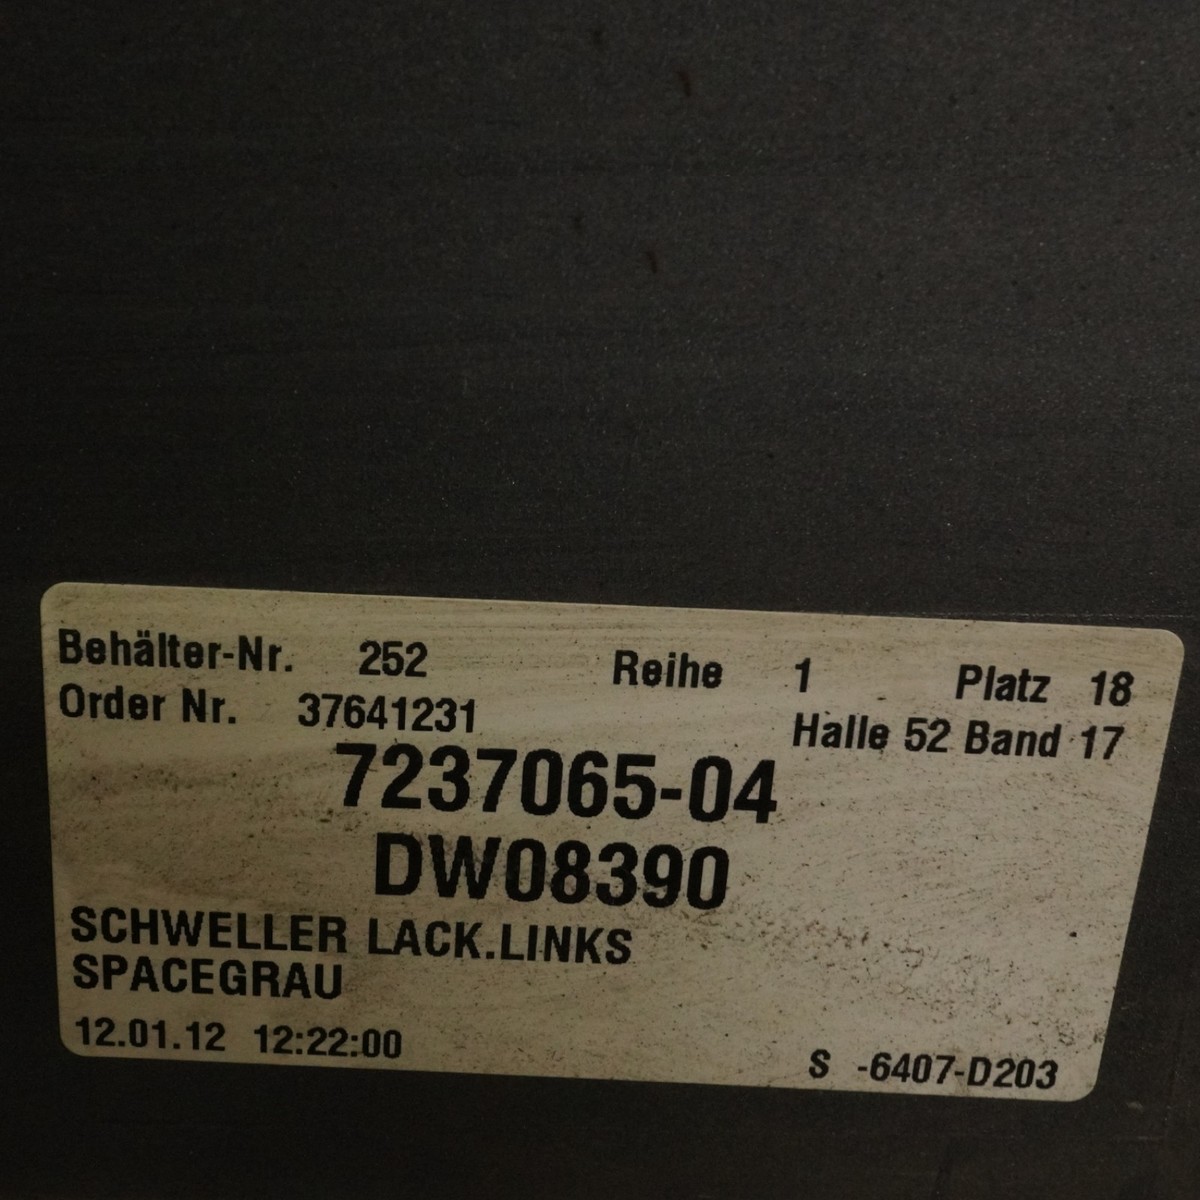 Behälter-Nr. 252 Reihe 1 Platz 18
Order Nr. 37641231 Halle 52 Band 17
7237065-04
DW08390
SCHWELLER LACK.LINKS
SPACEGRAU
12.01.12 12:22:00 S -6407-D203